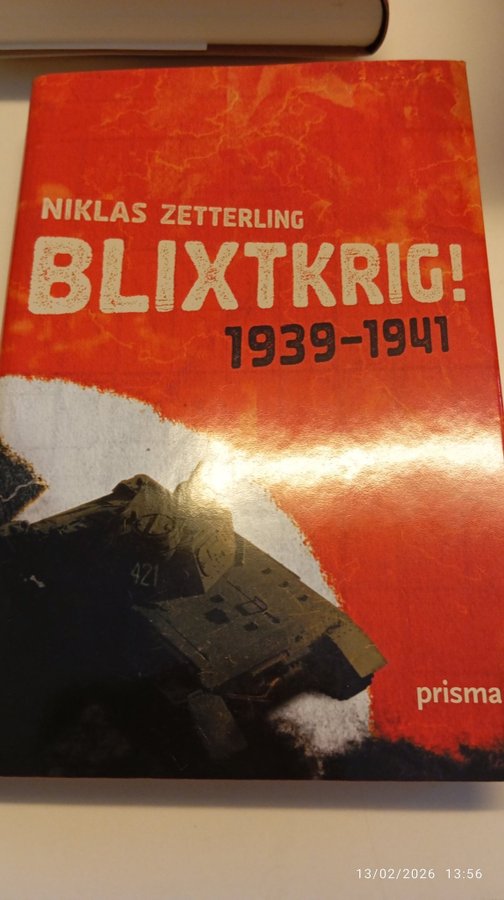 NIKLAS ZETTERLING
BLIXTKRIG!
1939–1941
421
prisma
13/02/2026 13:56